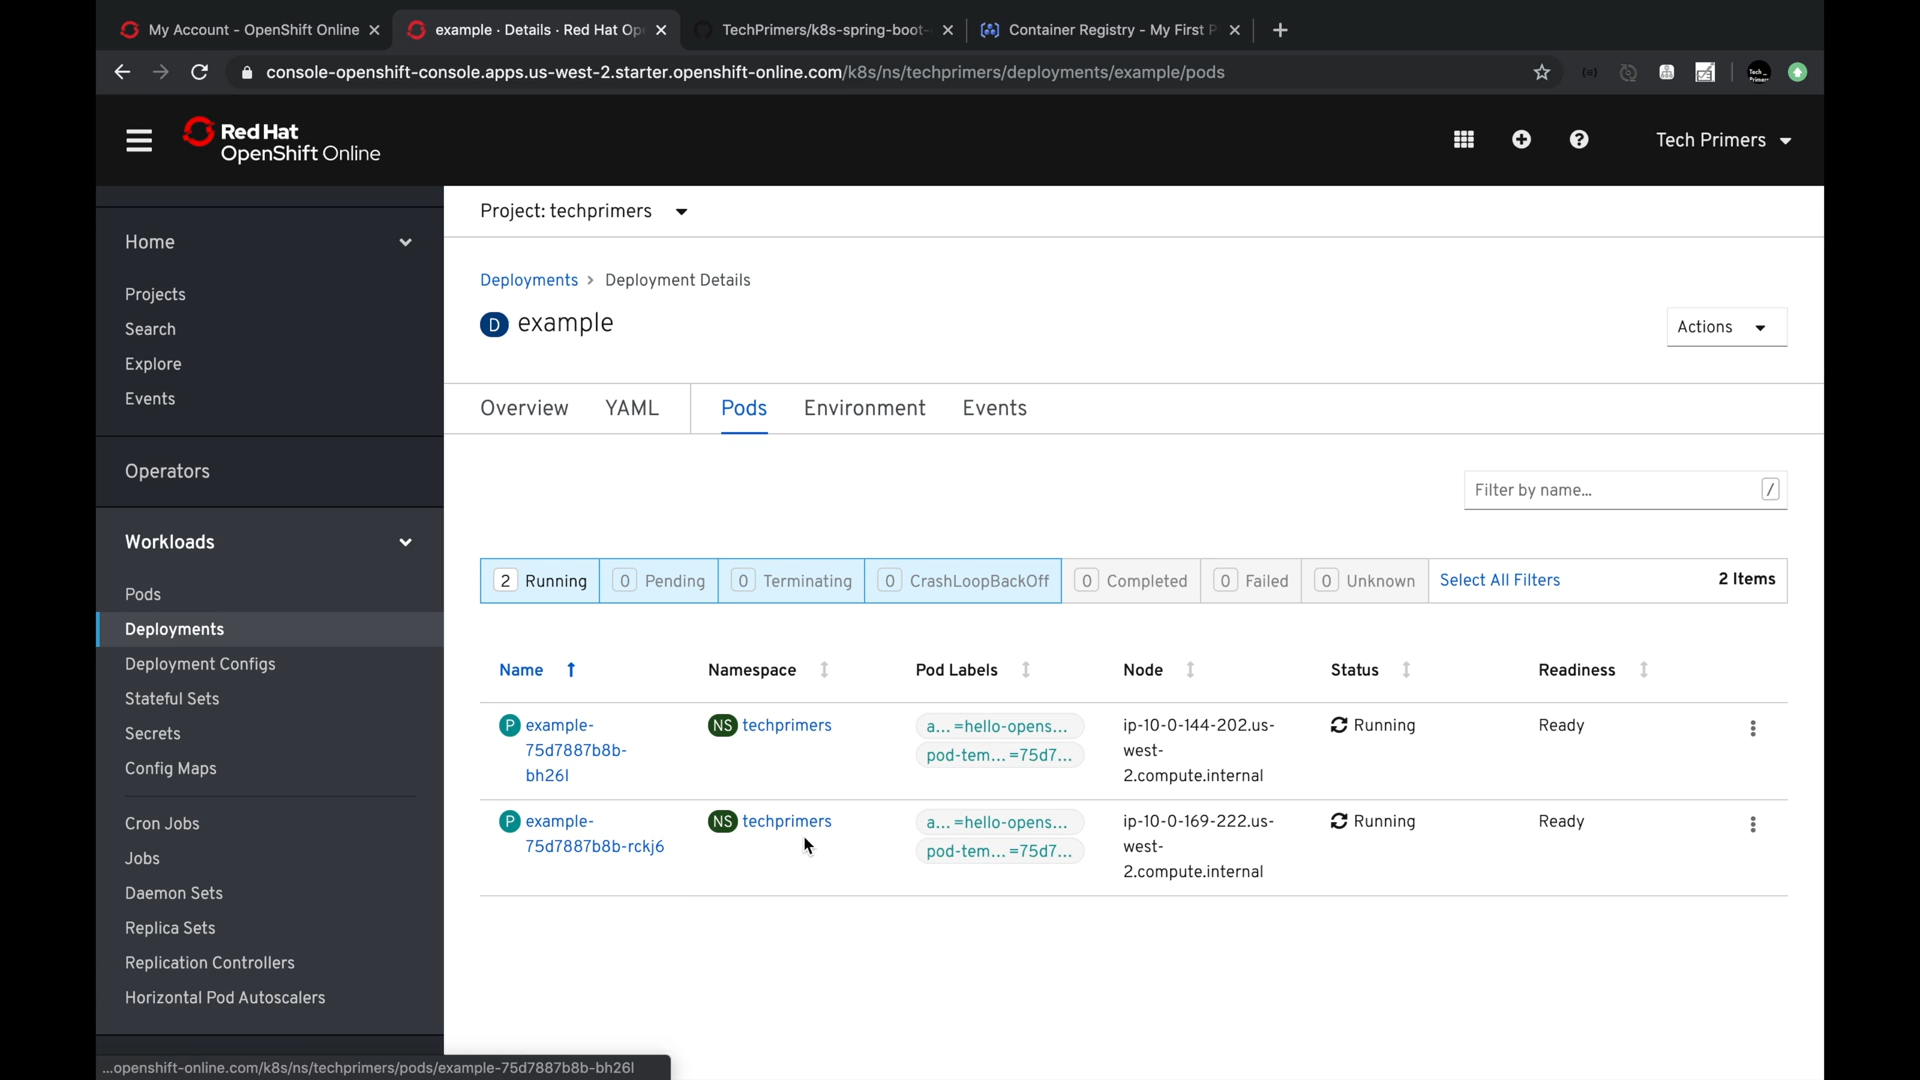 My Account - OpenShift Online
example · Details · Red Hat Op
TechPrimers/k8s-spring-boot-
Container Registry - My First P
console-openshift-console.apps.us-west-2.starter.openshift-online.com/k8s/ns/techprimers/deployments/example/pods
Red Hat
OpenShift Online
Tech Primers
Project: techprimers
Home
Projects
Search
Explore
Events
Operators
Workloads
Pods
Deployments
Deployment Configs
Stateful Sets
Secrets
Config Maps
Cron Jobs
Jobs
Daemon Sets
Replica Sets
Replication Controllers
Horizontal Pod Autoscalers
Deployments > Deployment Details
D example
Actions
Overview YAML Pods Environment Events
Filter by name... /
2 Running 0 Pending 0 Terminating 0 CrashLoopBackOff 0 Completed 0 Failed 0 Unknown Select All Filters 2 Items
Name Namespace Pod Labels Node Status Readiness
P example-
75d7887b8b-
bh26l
NS techprimers
a... =hello-opens...
pod-tem... =75d7...
ip-10-0-144-202.us-
west-
2.compute.internal
Running
Ready
P example-
75d7887b8b-rckj6
NS techprimers
a... =hello-opens...
pod-tem... =75d7...
ip-10-0-169-222.us-
west-
2.compute.internal
Running
Ready
...openshift-online.com/k8s/ns/techprimers/pods/example-75d7887b8b-bh26l